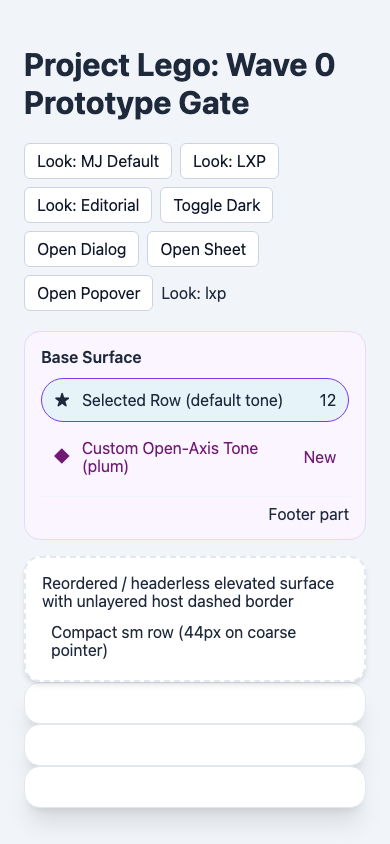 Project Lego: Wave 0
Prototype Gate
Look: MJ Default
Look: LXP
Look: Editorial
Toggle Dark
Open Dialog
Open Sheet
Open Popover
Look: lxp
Base Surface
Selected Row (default tone)
12
Custom Open-Axis Tone
(plum)
New
Footer part
Reordered / headerless elevated surface
with unlayered host dashed border
Compact sm row (44px on coarse
pointer)